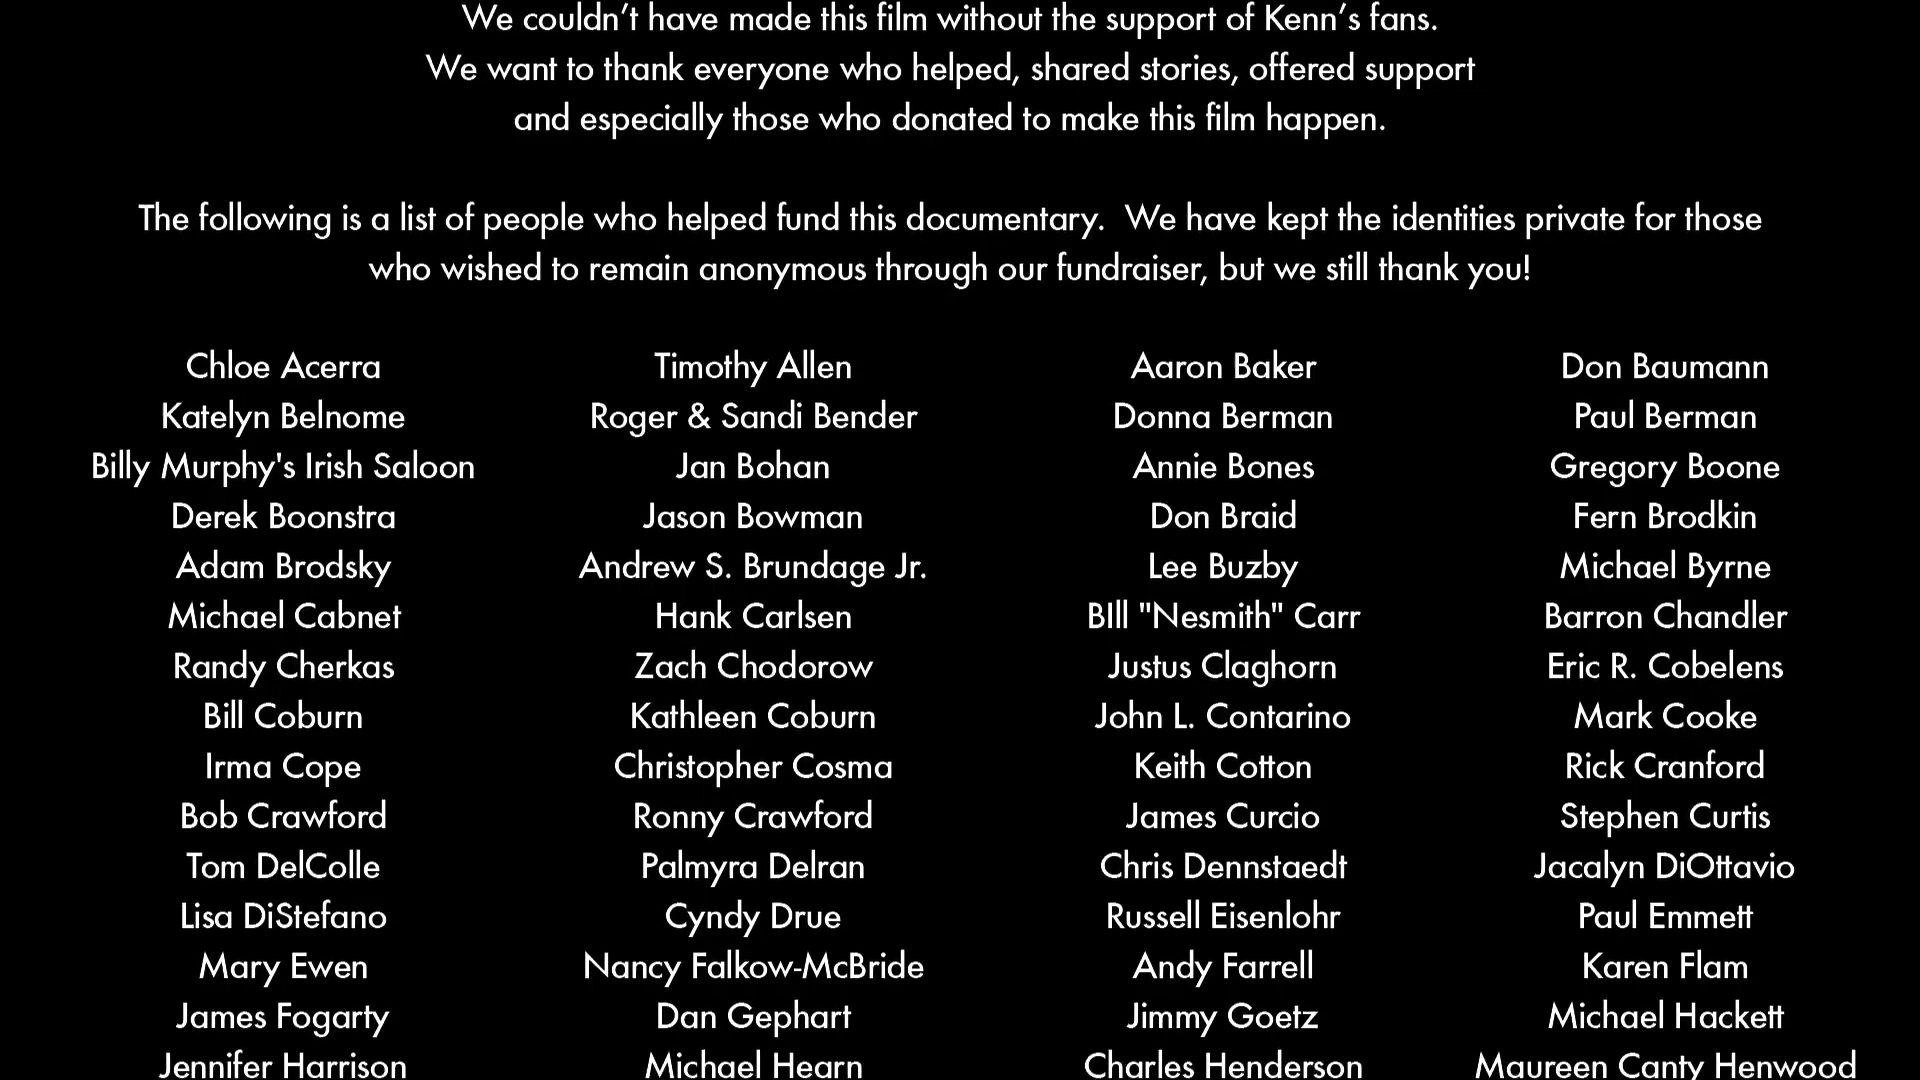 We couldn’t have made this film without the support of Kenn’s fans.
We want to thank everyone who helped, shared stories, offered support
and especially those who donated to make this film happen.
The following is a list of people who helped fund this documentary.  We have kept the identities private for those
who wished to remain anonymous through our fundraiser, but we still thank you!
Chloe Acerra Timothy Allen Aaron Baker Don Baumann
Katelyn Belnome Roger & Sandi Bender Donna Berman Paul Berman
Billy Murphy's Irish Saloon Jan Bohan Annie Bones Gregory Boone
Derek Boonstra Jason Bowman Don Braid Fern Brodkin
Adam Brodsky Andrew S. Brundage Jr. Lee Buzby Michael Byrne
Michael Cabnet Hank Carlsen BIll "Nesmith" Carr Barron Chandler
Randy Cherkas Zach Chodorow Justus Claghorn Eric R. Cobelens
Bill Coburn Kathleen Coburn John L. Contarino Mark Cooke
Irma Cope Christopher Cosma Keith Cotton Rick Cranford
Bob Crawford Ronny Crawford James Curcio Stephen Curtis
Tom DelColle Palmyra Delran Chris Dennstaedt Jacalyn DiOttavio
Lisa DiStefano Cyndy Drue Russell Eisenlohr Paul Emmett
Mary Ewen Nancy Falkow-McBride Andy Farrell Karen Flam
James Fogarty Dan Gephart Jimmy Goetz Michael Hackett
Jennifer Harrison Michael Hearn Charles Henderson Maureen Canty Henwood